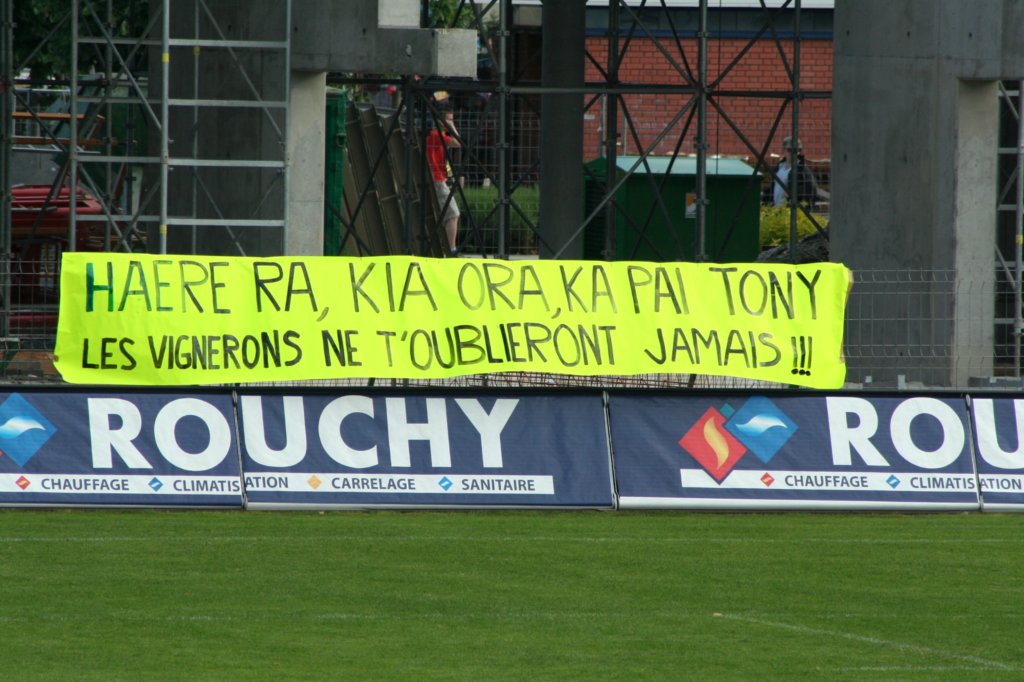 HAERE RA, KIA ORA, KA PAI TONY
LES VIGNERONS NE T'OUBLIERONT JAMAIS !!!
ROUCHY
CHAUFFAGE CLIMATISATION CARRELAGE SANITAIRE
ROU
CHAUFFAGE CLIMATISATION